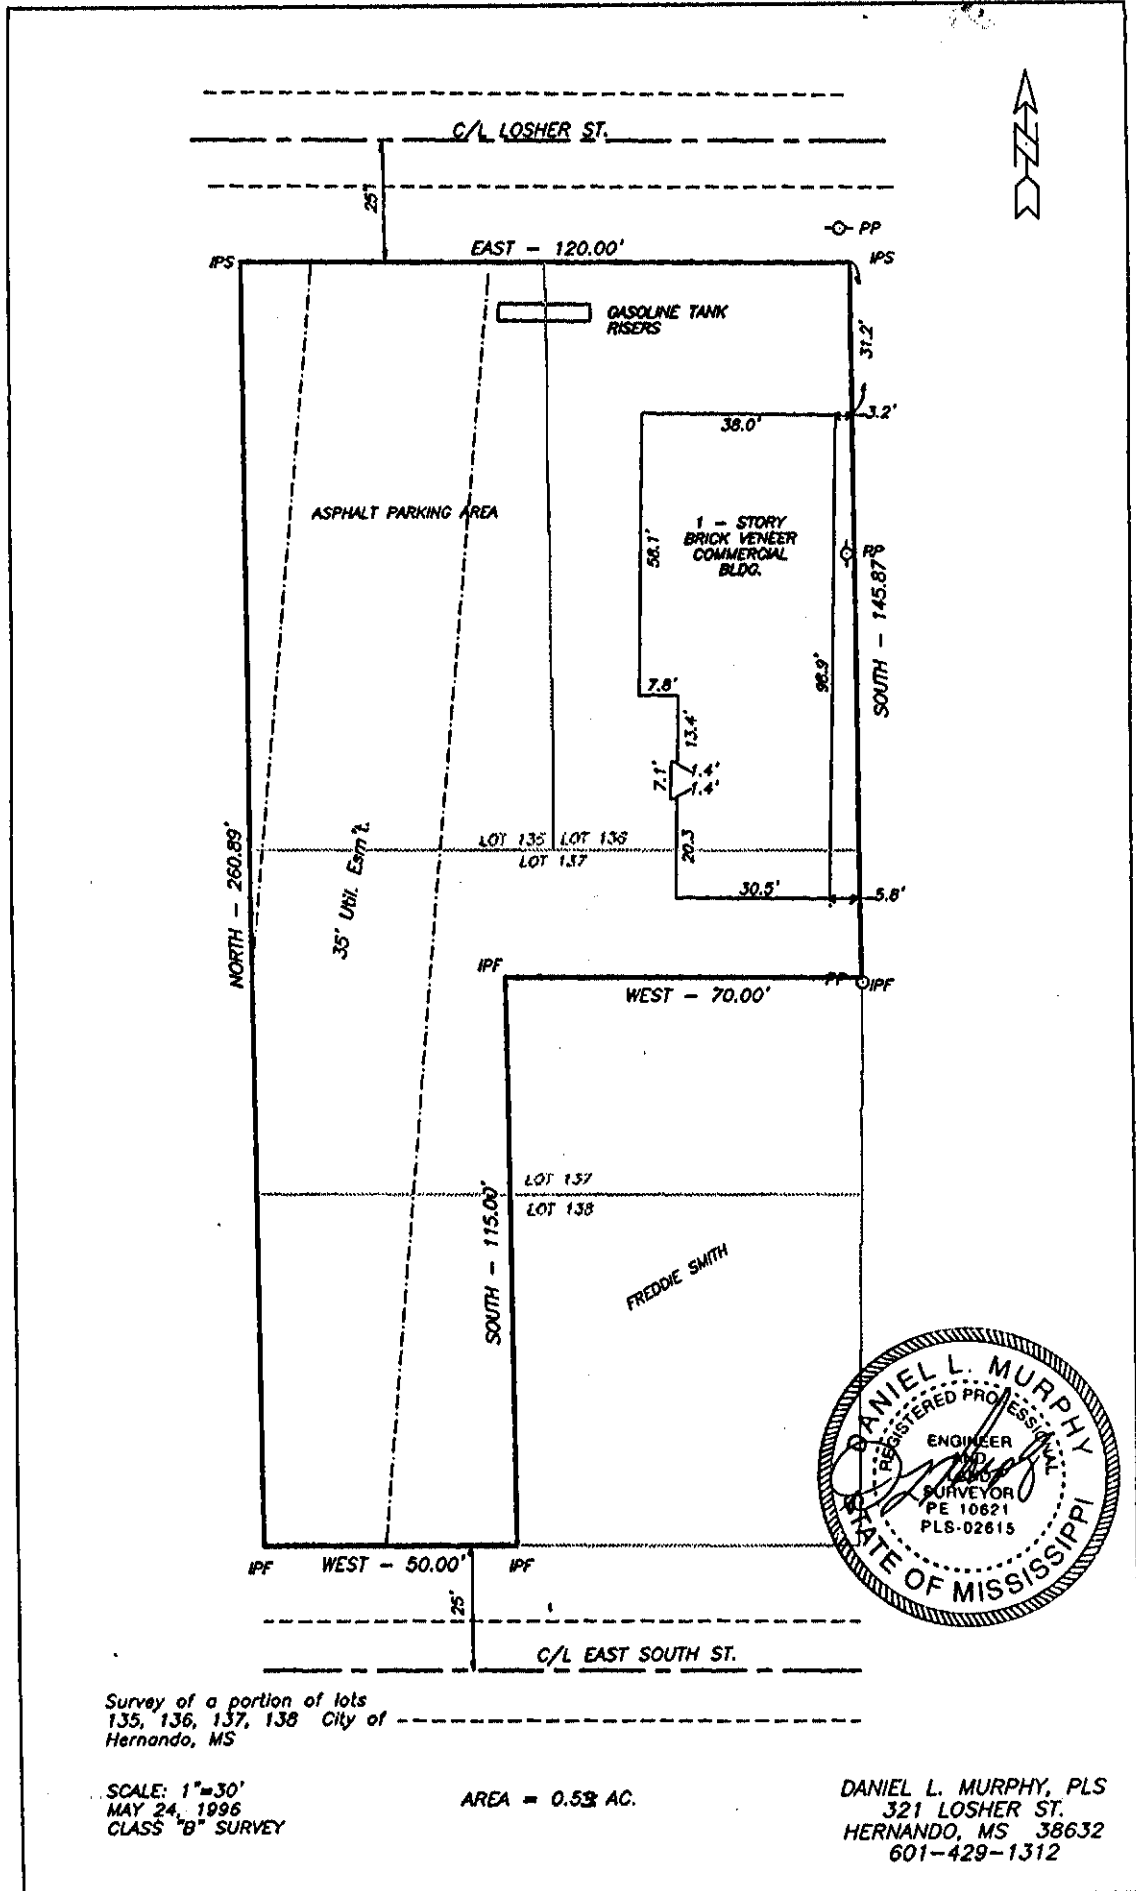 C/L LOSHER ST.
25'
PP
EAST - 120.00'
IPS
IPS
GASOLINE TANK
RISERS
31.2'
3.2'
38.0'
ASPHALT PARKING AREA
1 - STORY
BRICK VENEER
COMMERCIAL
BLDG.
58.1'
PP
SOUTH - 145.87'
98.9'
7.8'
13.4'
7.1'
1.4'
1.4'
LOT 135
LOT 136
LOT 137
20.3
NORTH - 260.89'
35' Util. Esm't.
30.5'
5.8'
IPF
WEST - 70.00'
PP
IPF
LOT 137
LOT 138
SOUTH - 115.00'
FREDDIE SMITH
DANIEL L. MURPHY
REGISTERED PROFESSIONAL
ENGINEER
AND
LAND
SURVEYOR
PE 10621
PLS-02615
STATE OF MISSISSIPPI
IPF
WEST - 50.00'
IPF
25'
C/L EAST SOUTH ST.
Survey of a portion of lots
135, 136, 137, 138 City of
Hernando, MS
SCALE: 1"=30'
MAY 24, 1996
CLASS "B" SURVEY
AREA = AC.
DANIEL L. MURPHY, PLS
321 LOSHER ST.
HERNANDO, MS 38632
601-429-1312